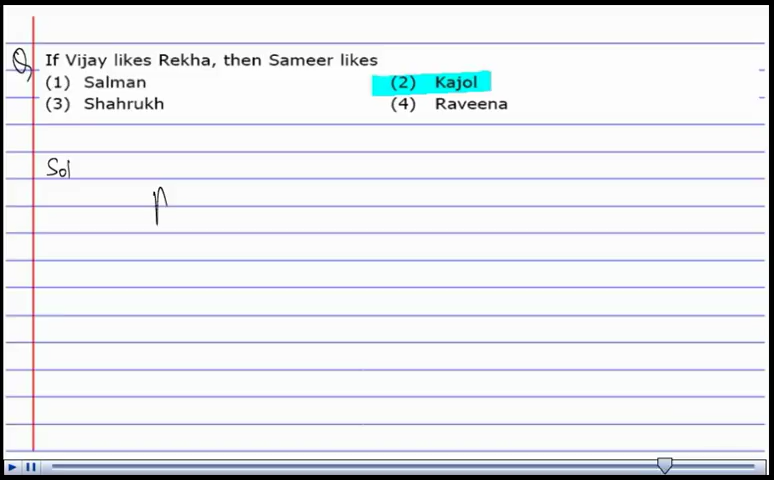 Q If Vijay likes Rekha, then Sameer likes
(1) Salman (2) Kajol
(3) Shahrukh (4) Raveena
Sol